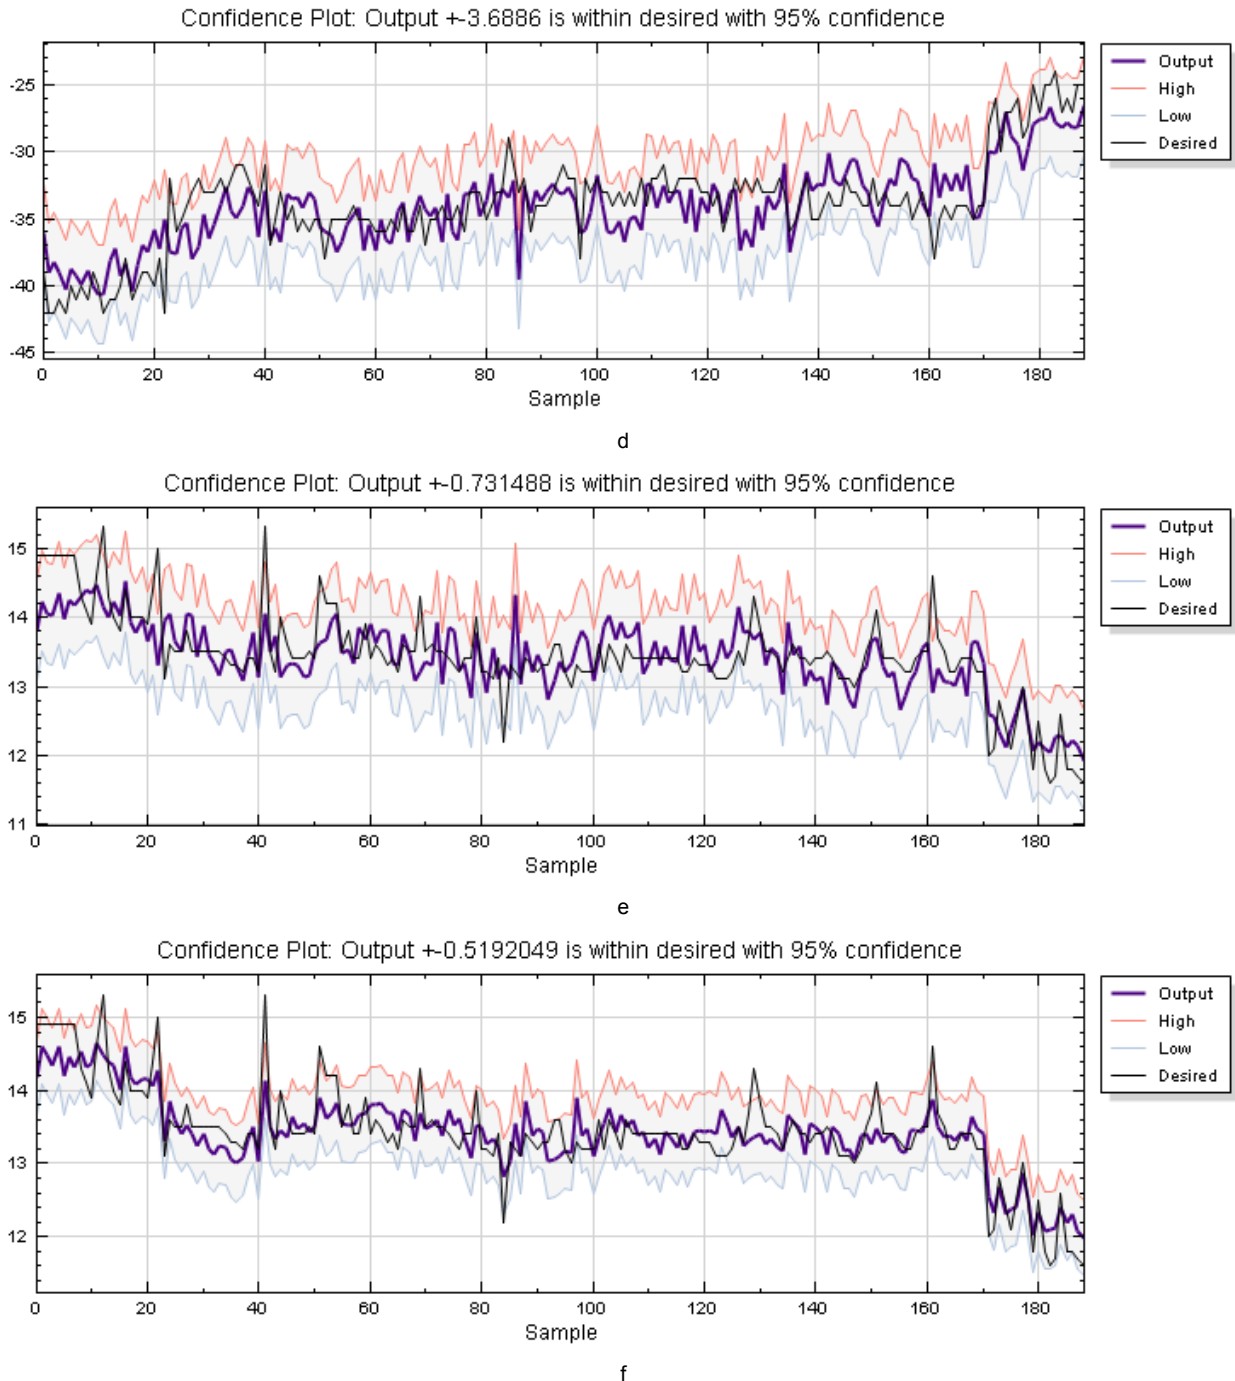 Confidence Plot: Output +-3.6886 is within desired with 95% confidence
Output
High
Low
Desired
-25
-30
-35
-40
-45
0 20 40 60 80 100 120 140 160 180
Sample
d
Confidence Plot: Output +-0.731488 is within desired with 95% confidence
Output
High
Low
Desired
15
14
13
12
11
0 20 40 60 80 100 120 140 160 180
Sample
e
Confidence Plot: Output +-0.5192049 is within desired with 95% confidence
Output
High
Low
Desired
15
14
13
12
0 20 40 60 80 100 120 140 160 180
Sample
f